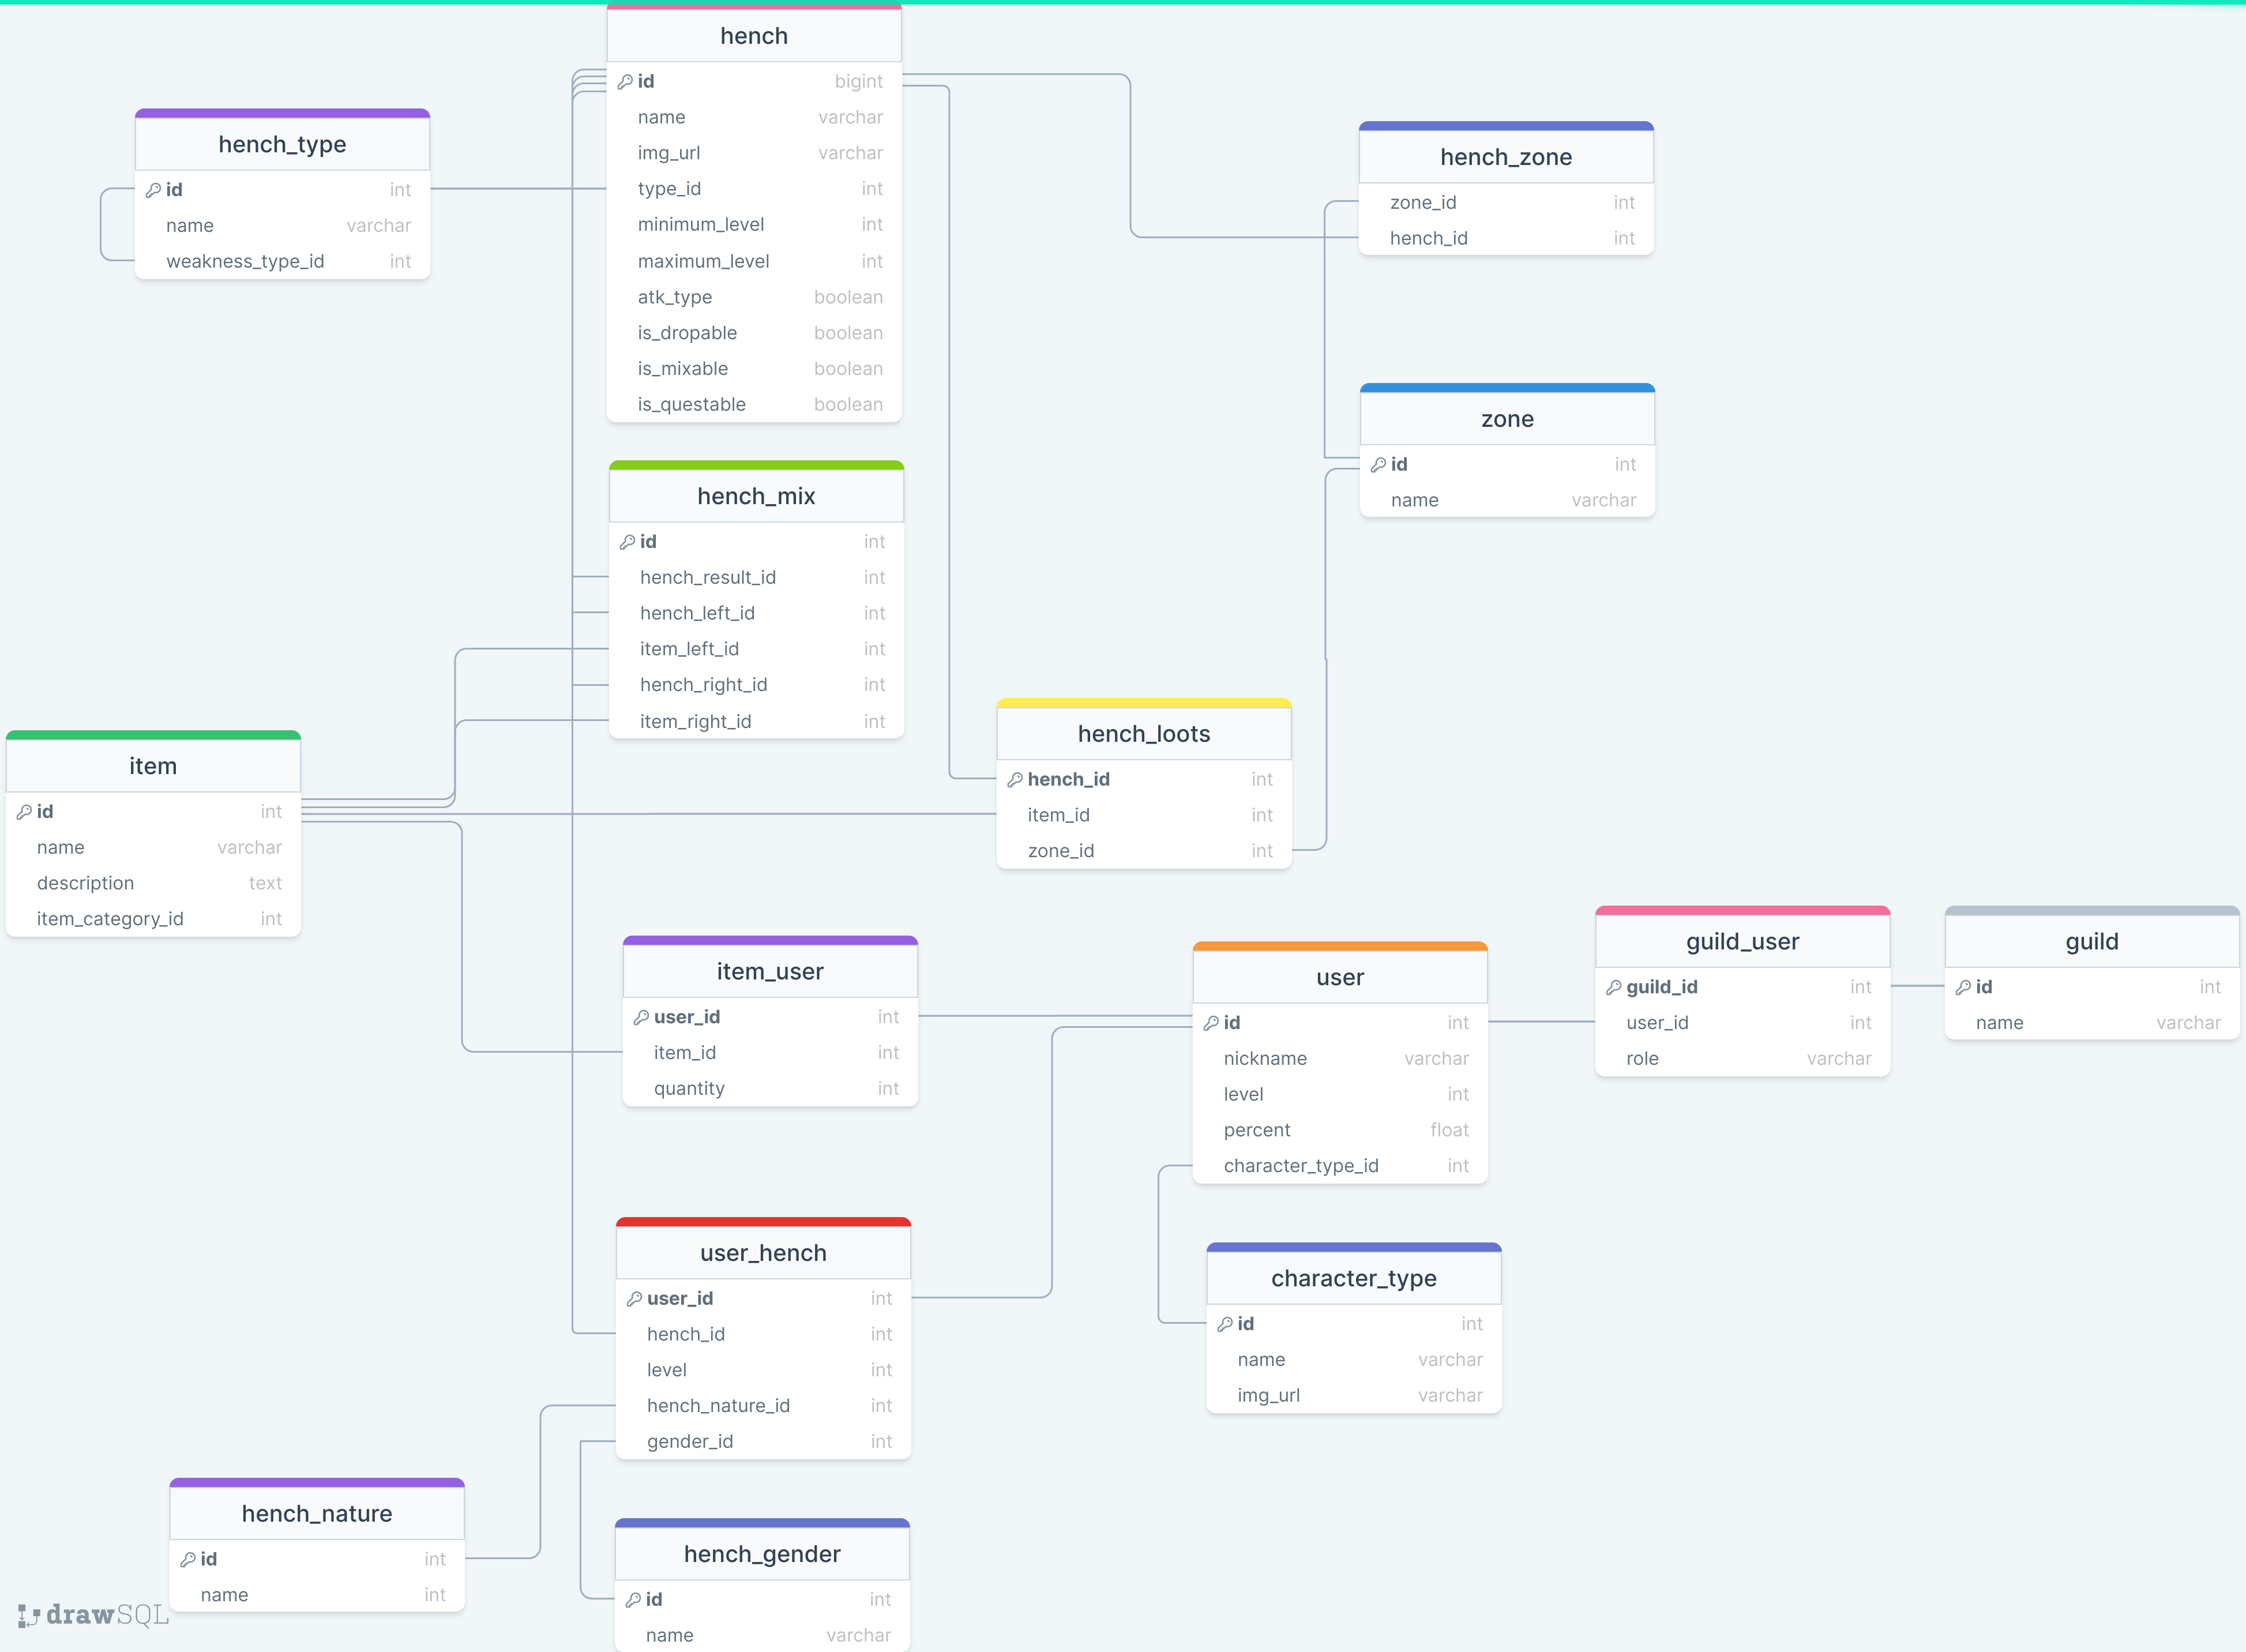 hench
id bigint
name varchar
img_url varchar
type_id int
minimum_level int
maximum_level int
atk_type boolean
is_dropable boolean
is_mixable boolean
is_questable boolean
hench_type
id int
name varchar
weakness_type_id int
hench_zone
zone_id int
hench_id int
zone
id int
name varchar
hench_mix
id int
hench_result_id int
hench_left_id int
item_left_id int
hench_right_id int
item_right_id int
hench_loots
hench_id int
item_id int
zone_id int
item
id int
name varchar
description text
item_category_id int
item_user
user_id int
item_id int
quantity int
user
id int
nickname varchar
level int
percent float
character_type_id int
guild_user
guild_id int
user_id int
role varchar
guild
id int
name varchar
user_hench
user_id int
hench_id int
level int
hench_nature_id int
gender_id int
character_type
id int
name varchar
img_url varchar
hench_nature
id int
name int
hench_gender
id int
name varchar
drawSQL